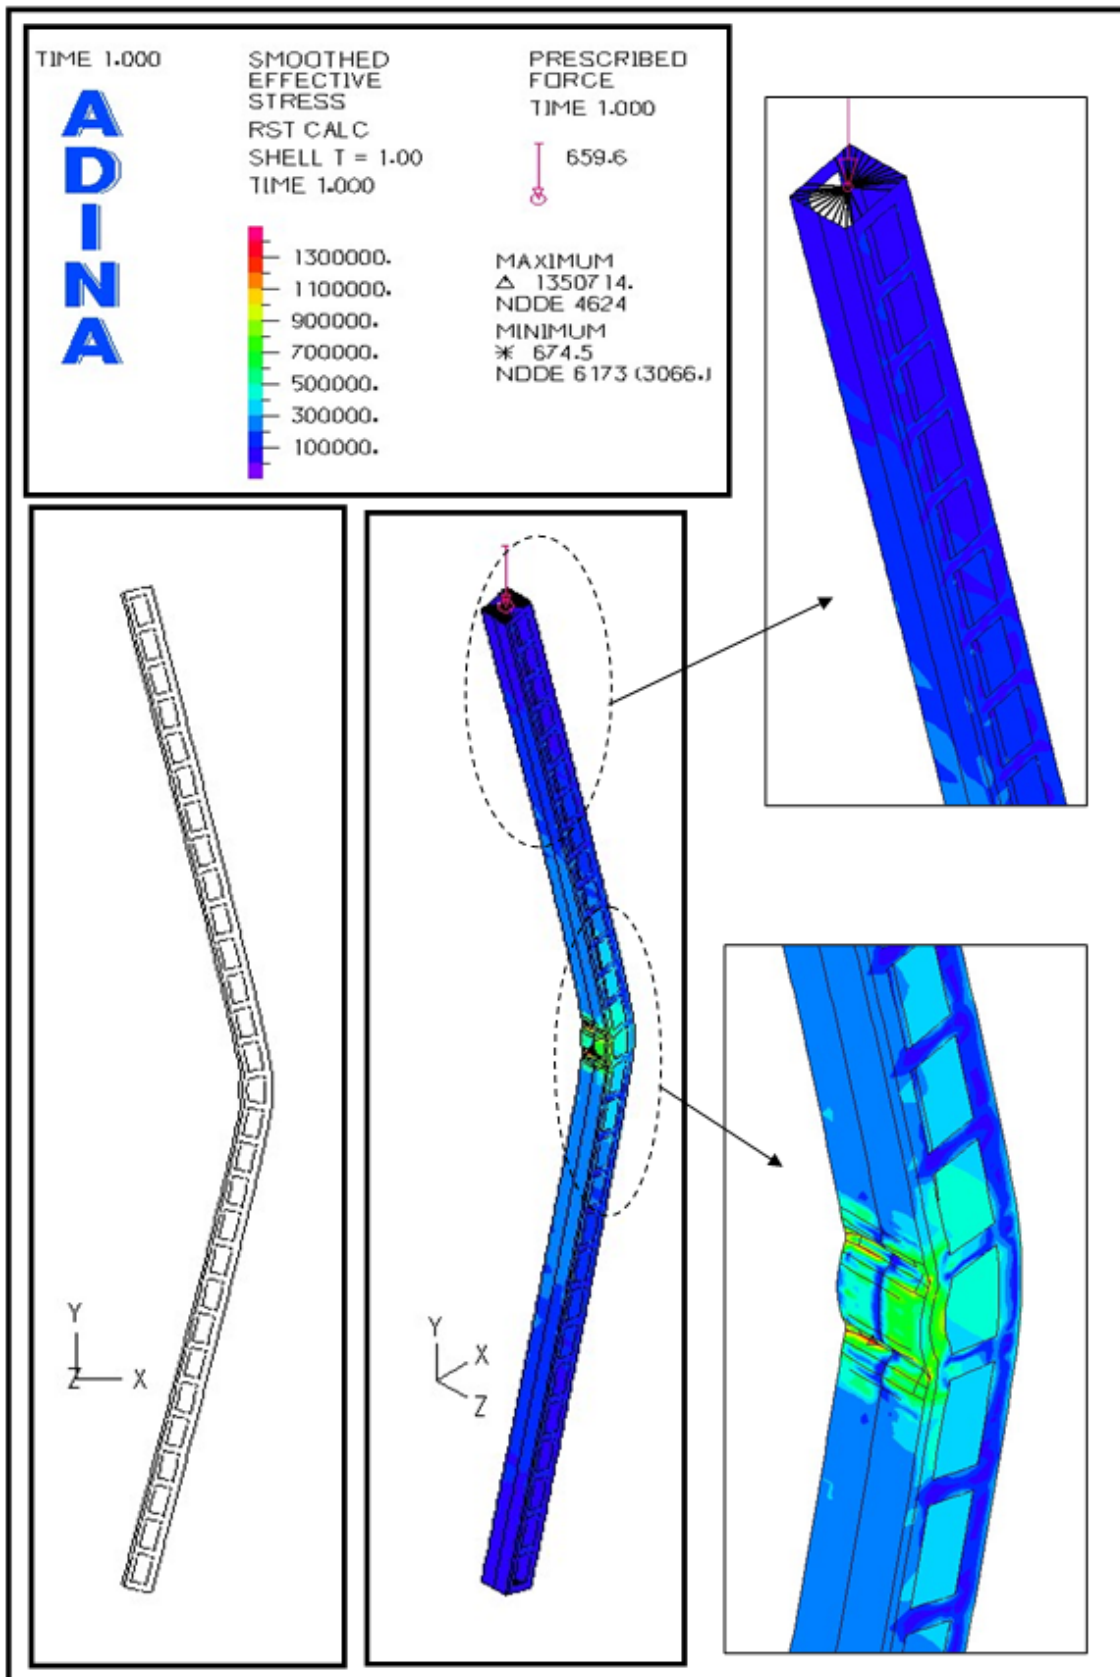 TIME 1.000
ADINA
SMOOTHED
EFFECTIVE
STRESS
RST CALC
SHELL T = 1.00
TIME 1.000
1300000.
1100000.
900000.
700000.
500000.
300000.
100000.
PRESCRIBED
FORCE
TIME 1.000
659.6
MAXIMUM
△ 1350714.
NODE 4624
MINIMUM
✳ 674.5
NODE 6173 (3066.)
Y
Z X
Y
X
Z